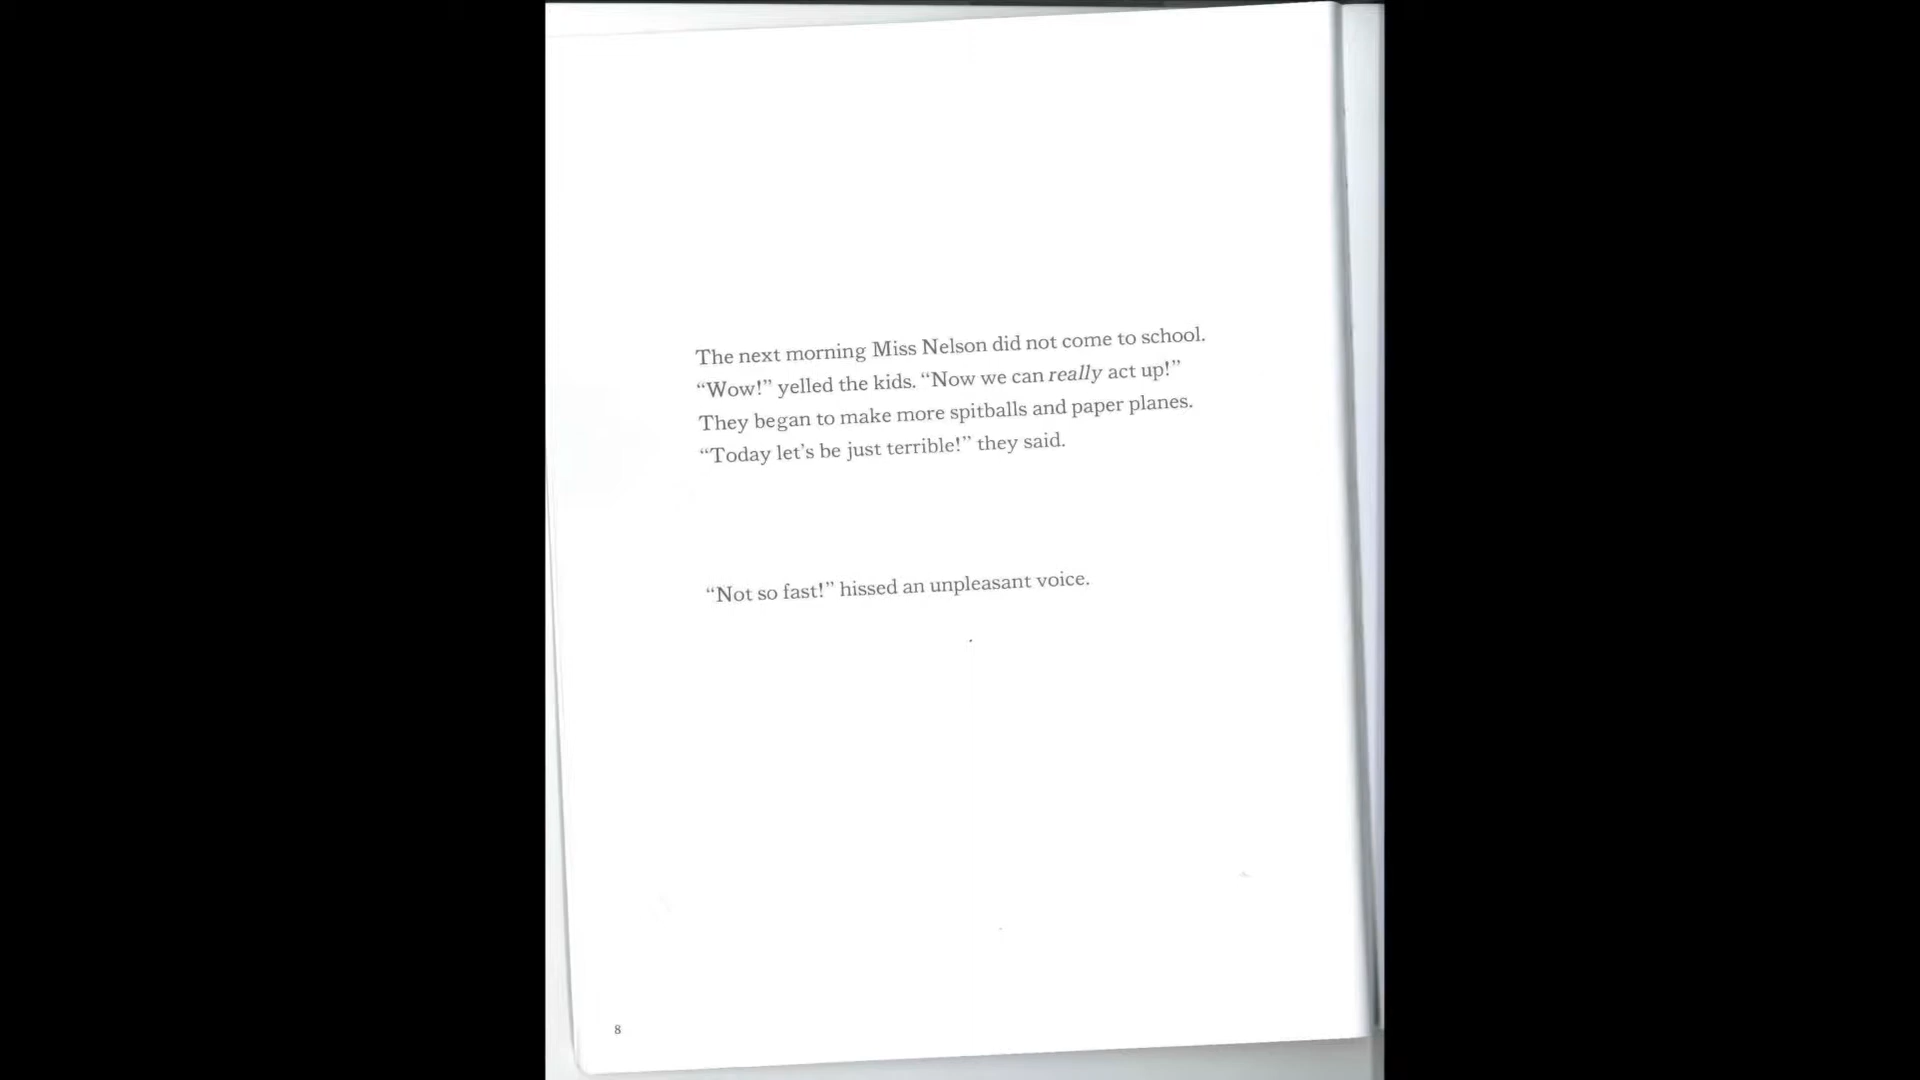 The next morning Miss Nelson did not come to school.
“Wow!” yelled the kids. “Now we can really act up!”
They began to make more spitballs and paper planes.
“Today let’s be just terrible!” they said.
“Not so fast!” hissed an unpleasant voice.
8